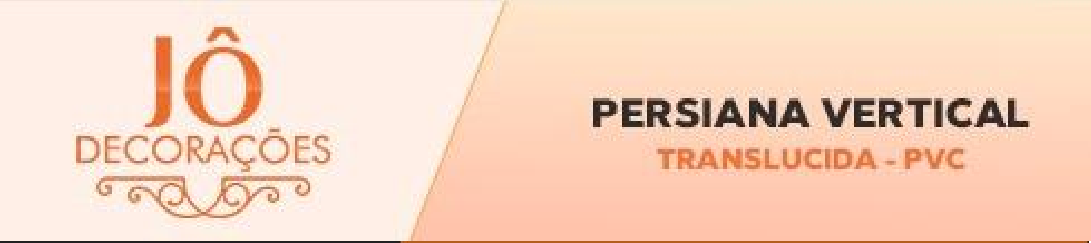 JÔ
DECORAÇÕES
PERSIANA VERTICAL
TRANSLUCIDA - PVC